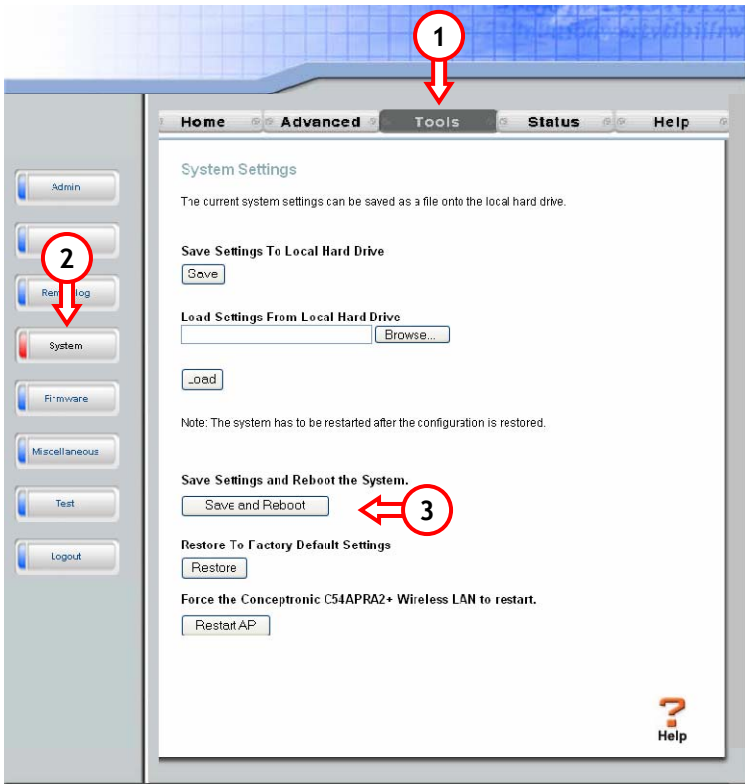 1
Home Advanced Tools Status Help
System Settings
Admin
The current system settings can be saved as a file onto the local hard drive.
2
Save Settings To Local Hard Drive
Save
Load Settings From Local Hard Drive
Browse...
System
Load
Firmware
Note: The system has to be restarted after the configuration is restored.
Miscellaneous
Save Settings and Reboot the System.
Save and Reboot
3
Test
Restore To Factory Default Settings
Logout
Restore
Force the Conceptronic C54APRA2+ Wireless LAN to restart.
Restart AP
Help